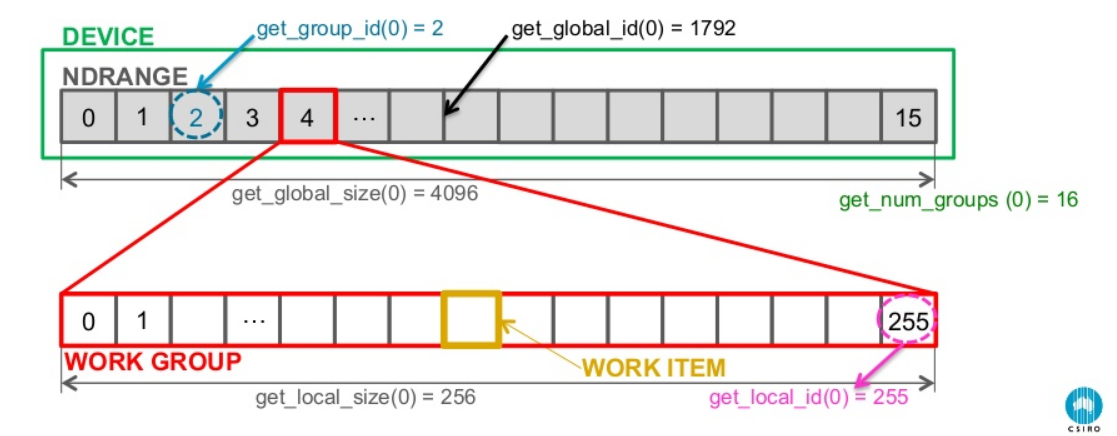 get_group_id(0) = 2
get_global_id(0) = 1792
DEVICE
NDRANGE
0 1 2 3 4 ... 15
get_global_size(0) = 4096
get_num_groups (0) = 16
0 1 ... 255
WORK GROUP
WORK ITEM
get_local_size(0) = 256
get_local_id(0) = 255
CSIRO